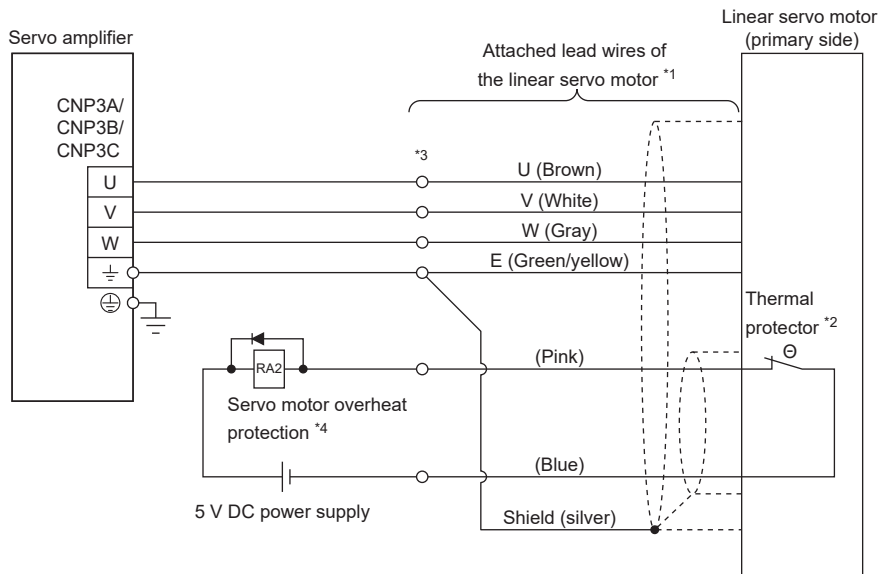 Linear servo motor
(primary side)
Servo amplifier
Attached lead wires of
the linear servo motor *1
CNP3A/
CNP3B/
CNP3C
*3
U
U (Brown)
V
V (White)
W
W (Gray)
E (Green/yellow)
Thermal
protector *2
Θ
(Pink)
RA2
Servo motor overheat
protection *4
(Blue)
5 V DC power supply
Shield (silver)